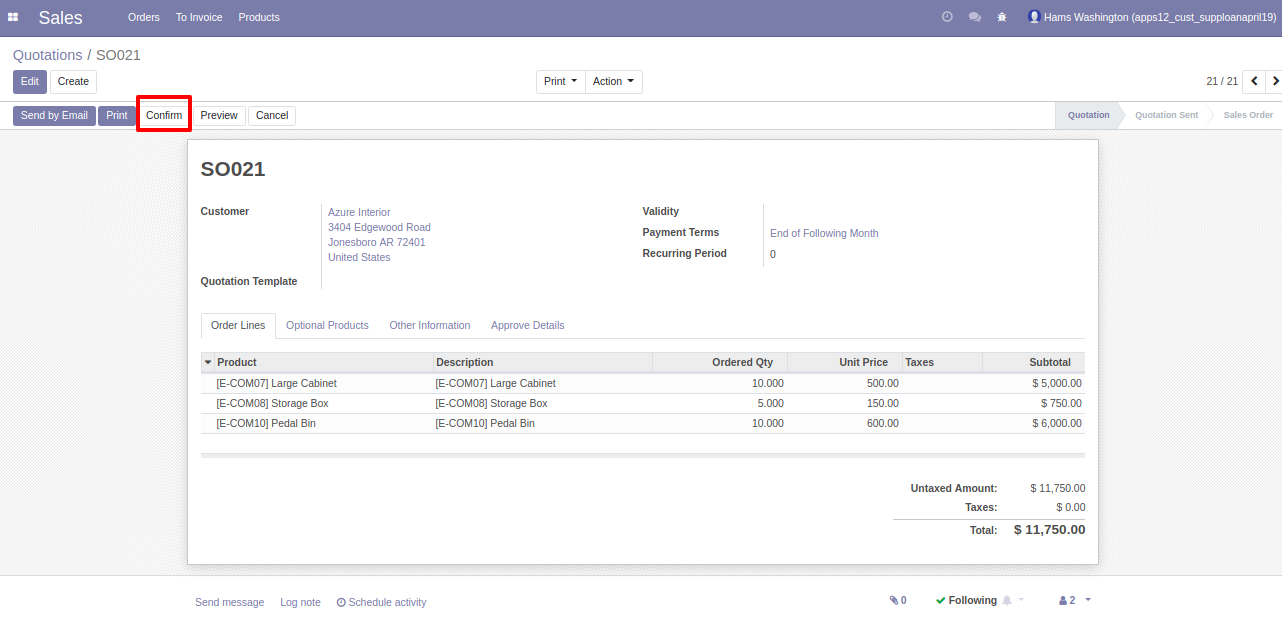 Sales Orders To Invoice Products Hams Washington (apps12_cust_supploanapril19)
Quotations / SO021
Edit Create Print Action 21 / 21
Send by Email Print Confirm Preview Cancel Quotation Quotation Sent Sales Order
SO021
Customer Azure Interior Validity
3404 Edgewood Road Payment Terms End of Following Month
Jonesboro AR 72401
United States Recurring Period 0
Quotation Template
Order Lines Optional Products Other Information Approve Details
Product Description Ordered Qty Unit Price Taxes Subtotal
[E-COM07] Large Cabinet [E-COM07] Large Cabinet 10.000 500.00 $ 5,000.00
[E-COM08] Storage Box [E-COM08] Storage Box 5.000 150.00 $ 750.00
[E-COM10] Pedal Bin [E-COM10] Pedal Bin 10.000 600.00 $ 6,000.00
Untaxed Amount: $ 11,750.00
Taxes: $ 0.00
Total: $ 11,750.00
Send message Log note Schedule activity 0 Following 2